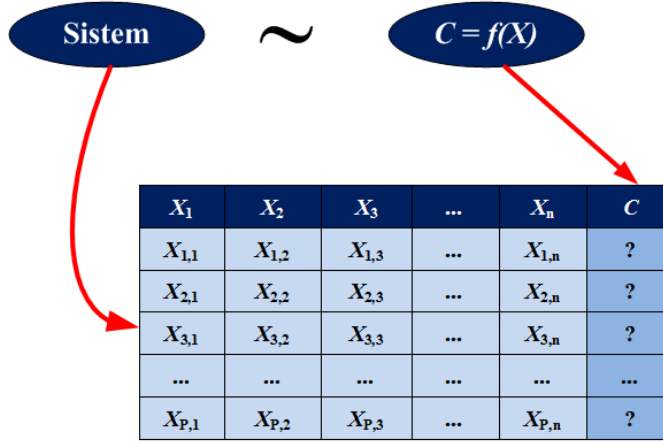 Sistem ~ C = f(X)
X1 X2 X3 ... Xn C
X1,1 X1,2 X1,3 ... X1,n ?
X2,1 X2,2 X2,3 ... X2,n ?
X3,1 X3,2 X3,3 ... X3,n ?
... ... ... ... ... ...
XP,1 XP,2 XP,3 ... XP,n ?